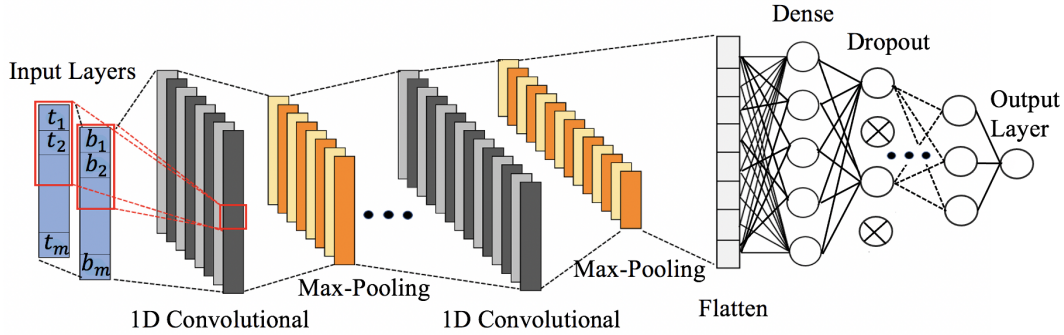 Input Layers
t₁
t₂
tₘ
b₁
b₂
bₘ
1D Convolutional
Max-Pooling
1D Convolutional
Max-Pooling
Flatten
Dense
Dropout
Output
Layer